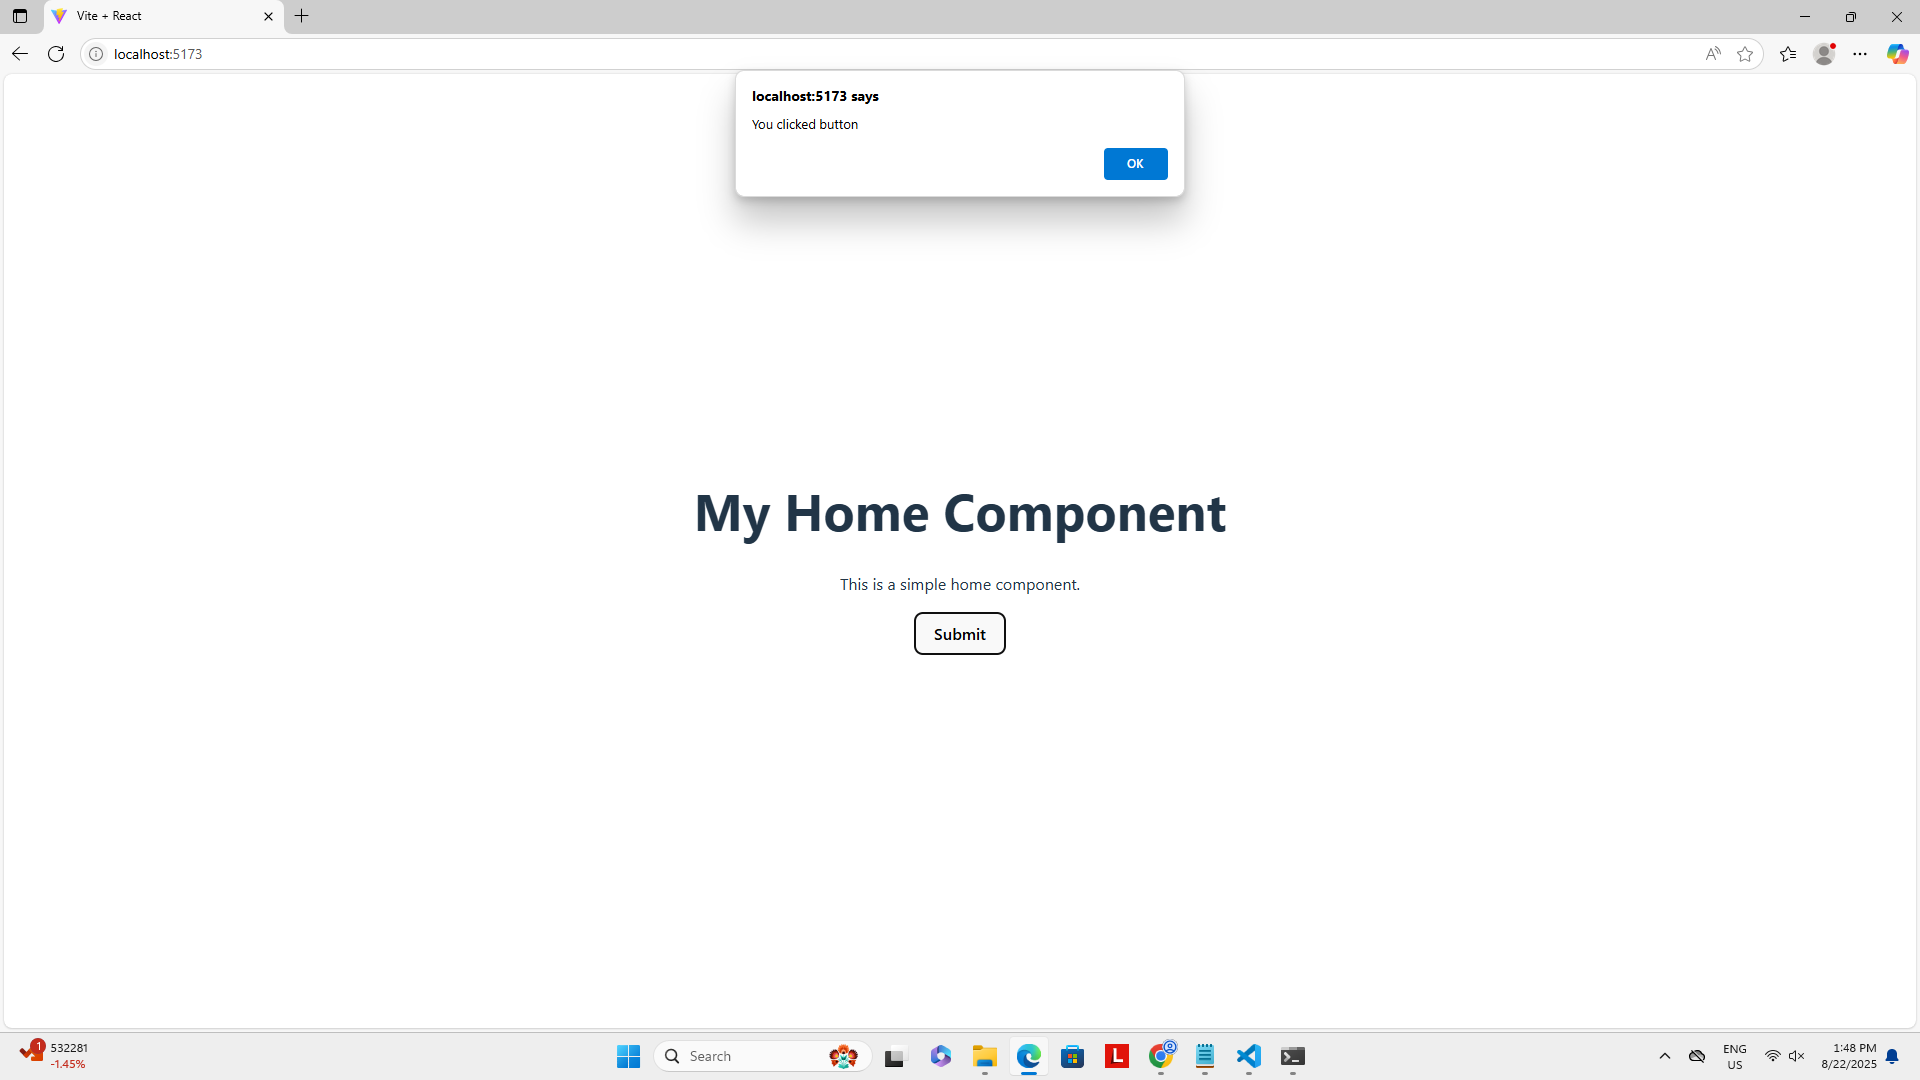 Vite + React
localhost:5173
localhost:5173 says
You clicked button
OK
My Home Component
This is a simple home component.
Submit
1
532281
-1.45%
Search
L
ENG
US
1:48 PM
8/22/2025